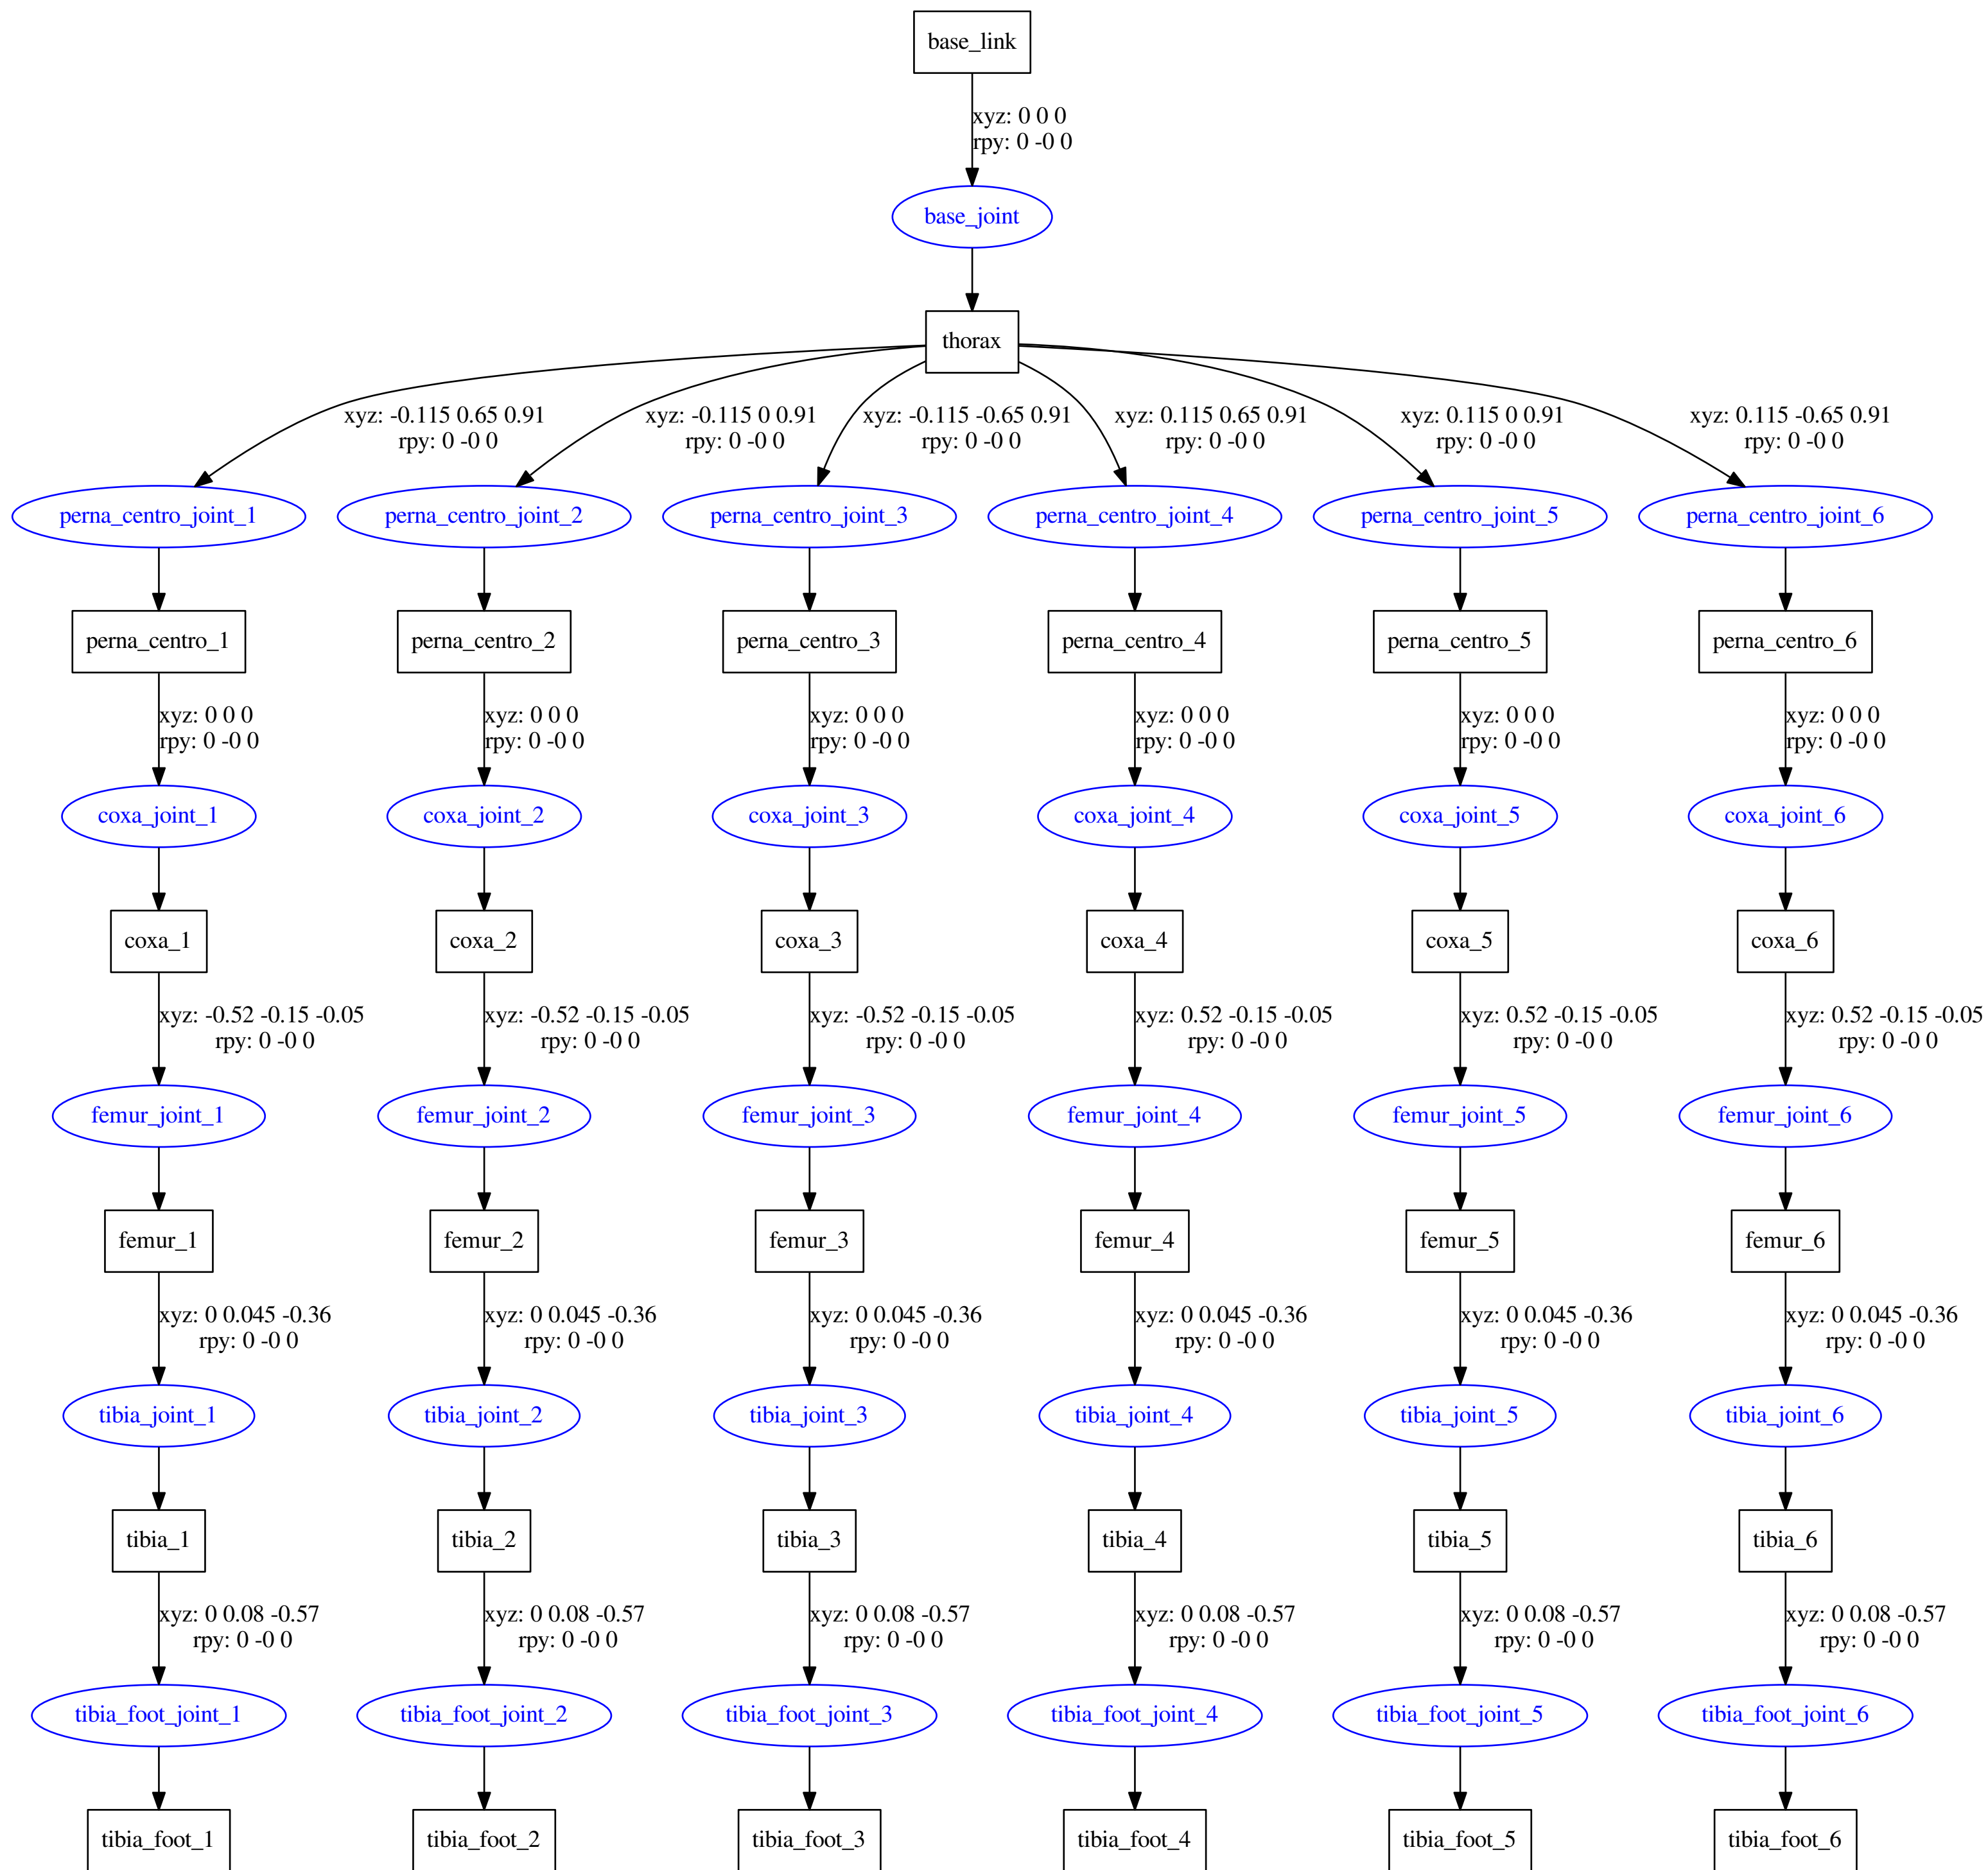 base_link
xyz: 0 0 0
rpy: 0 -0 0
base_joint
thorax
xyz: -0.115 0.65 0.91
rpy: 0 -0 0
xyz: -0.115 0 0.91
rpy: 0 -0 0
xyz: -0.115 -0.65 0.91
rpy: 0 -0 0
xyz: 0.115 0.65 0.91
rpy: 0 -0 0
xyz: 0.115 0 0.91
rpy: 0 -0 0
xyz: 0.115 -0.65 0.91
rpy: 0 -0 0
perna_centro_joint_1
perna_centro_joint_2
perna_centro_joint_3
perna_centro_joint_4
perna_centro_joint_5
perna_centro_joint_6
perna_centro_1
perna_centro_2
perna_centro_3
perna_centro_4
perna_centro_5
perna_centro_6
xyz: 0 0 0
rpy: 0 -0 0
xyz: 0 0 0
rpy: 0 -0 0
xyz: 0 0 0
rpy: 0 -0 0
xyz: 0 0 0
rpy: 0 -0 0
xyz: 0 0 0
rpy: 0 -0 0
xyz: 0 0 0
rpy: 0 -0 0
coxa_joint_1
coxa_joint_2
coxa_joint_3
coxa_joint_4
coxa_joint_5
coxa_joint_6
coxa_1
coxa_2
coxa_3
coxa_4
coxa_5
coxa_6
xyz: -0.52 -0.15 -0.05
rpy: 0 -0 0
xyz: -0.52 -0.15 -0.05
rpy: 0 -0 0
xyz: -0.52 -0.15 -0.05
rpy: 0 -0 0
xyz: 0.52 -0.15 -0.05
rpy: 0 -0 0
xyz: 0.52 -0.15 -0.05
rpy: 0 -0 0
xyz: 0.52 -0.15 -0.05
rpy: 0 -0 0
femur_joint_1
femur_joint_2
femur_joint_3
femur_joint_4
femur_joint_5
femur_joint_6
femur_1
femur_2
femur_3
femur_4
femur_5
femur_6
xyz: 0 0.045 -0.36
rpy: 0 -0 0
xyz: 0 0.045 -0.36
rpy: 0 -0 0
xyz: 0 0.045 -0.36
rpy: 0 -0 0
xyz: 0 0.045 -0.36
rpy: 0 -0 0
xyz: 0 0.045 -0.36
rpy: 0 -0 0
xyz: 0 0.045 -0.36
rpy: 0 -0 0
tibia_joint_1
tibia_joint_2
tibia_joint_3
tibia_joint_4
tibia_joint_5
tibia_joint_6
tibia_1
tibia_2
tibia_3
tibia_4
tibia_5
tibia_6
xyz: 0 0.08 -0.57
rpy: 0 -0 0
xyz: 0 0.08 -0.57
rpy: 0 -0 0
xyz: 0 0.08 -0.57
rpy: 0 -0 0
xyz: 0 0.08 -0.57
rpy: 0 -0 0
xyz: 0 0.08 -0.57
rpy: 0 -0 0
xyz: 0 0.08 -0.57
rpy: 0 -0 0
tibia_foot_joint_1
tibia_foot_joint_2
tibia_foot_joint_3
tibia_foot_joint_4
tibia_foot_joint_5
tibia_foot_joint_6
tibia_foot_1
tibia_foot_2
tibia_foot_3
tibia_foot_4
tibia_foot_5
tibia_foot_6